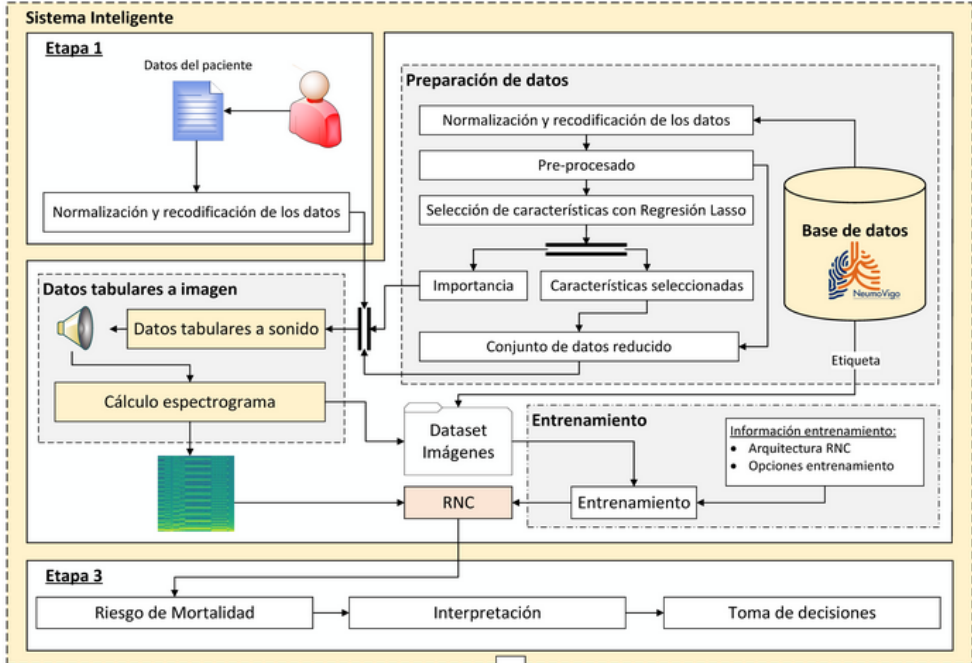 Sistema Inteligente
Etapa 1
Datos del paciente
Normalización y recodificación de los datos
Preparación de datos
Normalización y recodificación de los datos
Pre-procesado
Selección de características con Regresión Lasso
Importancia
Características seleccionadas
Conjunto de datos reducido
Base de datos
NeumoVigo
Etiqueta
Datos tabulares a imagen
Datos tabulares a sonido
Cálculo espectrograma
Dataset
Imágenes
RNC
Entrenamiento
Información entrenamiento:
• Arquitectura RNC
• Opciones entrenamiento
Entrenamiento
Etapa 3
Riesgo de Mortalidad
Interpretación
Toma de decisiones